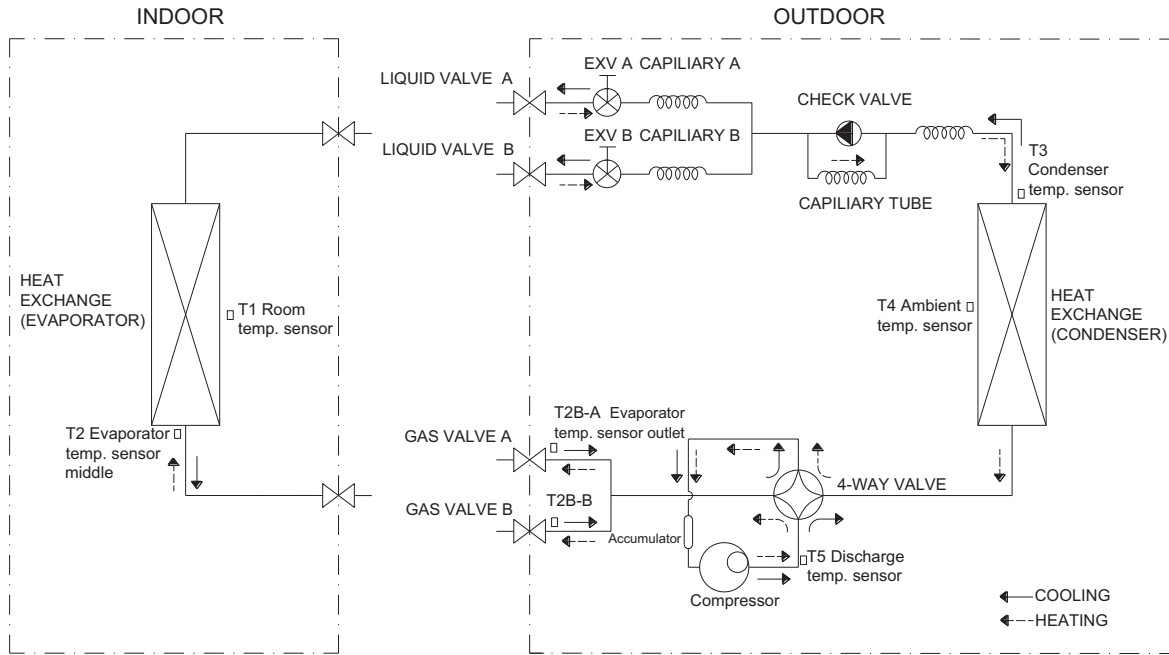 INDOOR
OUTDOOR
LIQUID VALVE A
EXV A CAPILIARY A
CHECK VALVE
LIQUID VALVE B
EXV B CAPILIARY B
T3
Condenser
temp. sensor
CAPILIARY TUBE
HEAT
EXCHANGE
(EVAPORATOR)
T1 Room
temp. sensor
T4 Ambient
temp. sensor
HEAT
EXCHANGE
(CONDENSER)
T2 Evaporator
temp. sensor
middle
GAS VALVE A
T2B-A Evaporator
temp. sensor outlet
4-WAY VALVE
GAS VALVE B
T2B-B
Accumulator
T5 Discharge
temp. sensor
Compressor
COOLING
HEATING